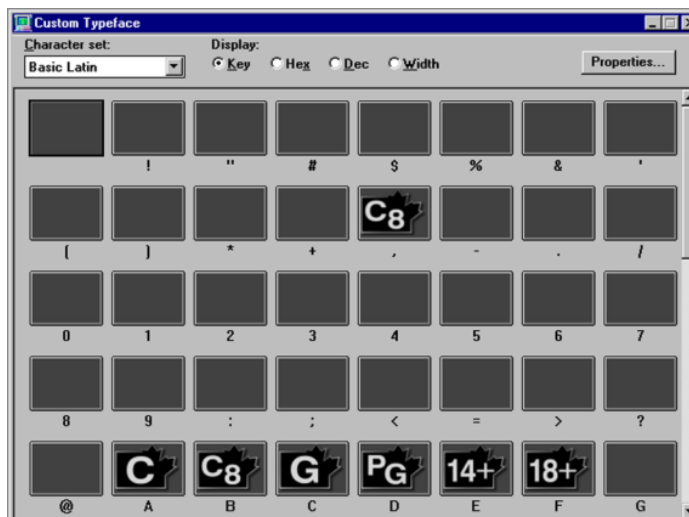 Custom Typeface
Character set: Display:
Basic Latin Key Hex Dec Width Properties...
! " # $ % & '
C8
( ) * + , - . /
0 1 2 3 4 5 6 7
8 9 : ; < = > ?
C C8 G PG 14+ 18+
@ A B C D E F G